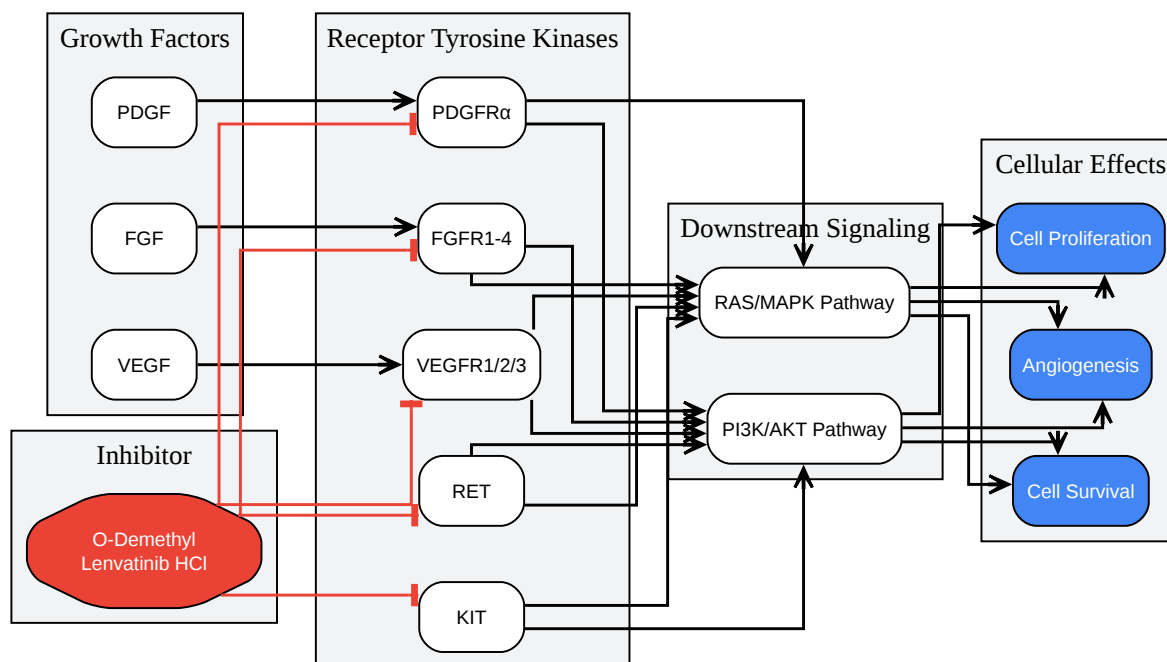 Growth Factors
PDGF
FGF
VEGF
Inhibitor
O-Demethyl
Lenvatinib HCl
Receptor Tyrosine Kinases
PDGFRα
FGFR1-4
VEGFR1/2/3
RET
KIT
Downstream Signaling
RAS/MAPK Pathway
PI3K/AKT Pathway
Cellular Effects
Cell Proliferation
Angiogenesis
Cell Survival